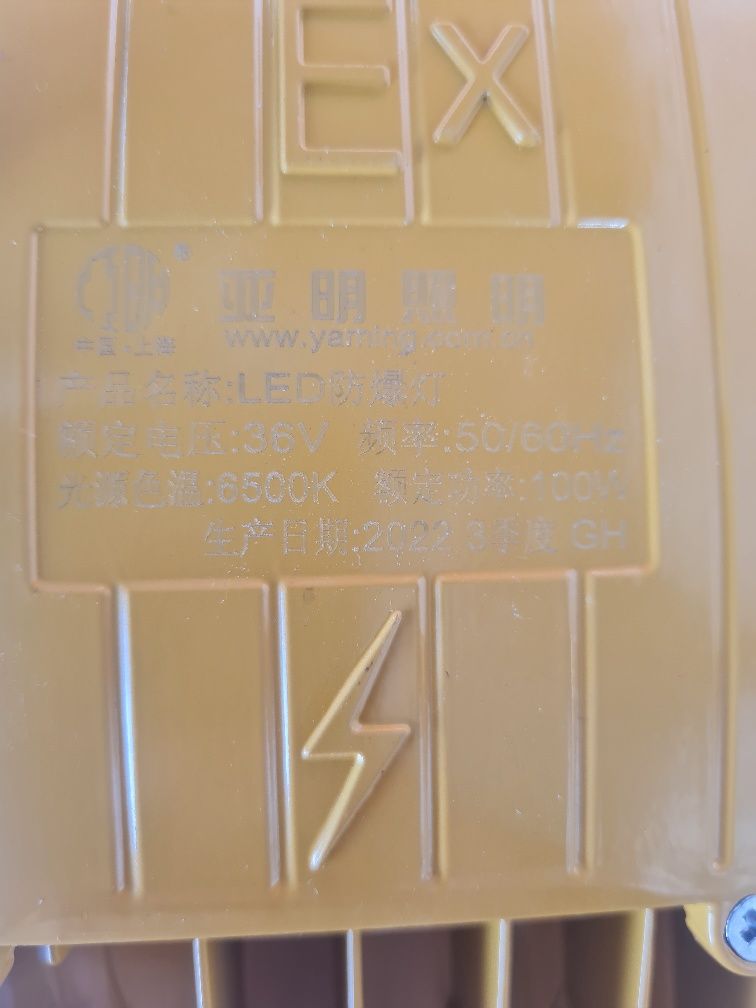 Ex
亚明照明
中国·上海 www.yaming.com.cn
产品名称:LED防爆灯
额定电压:36V 频率:50/60Hz
光源色温:6500K 额定功率:100W
生产日期:2022 3季度 GH